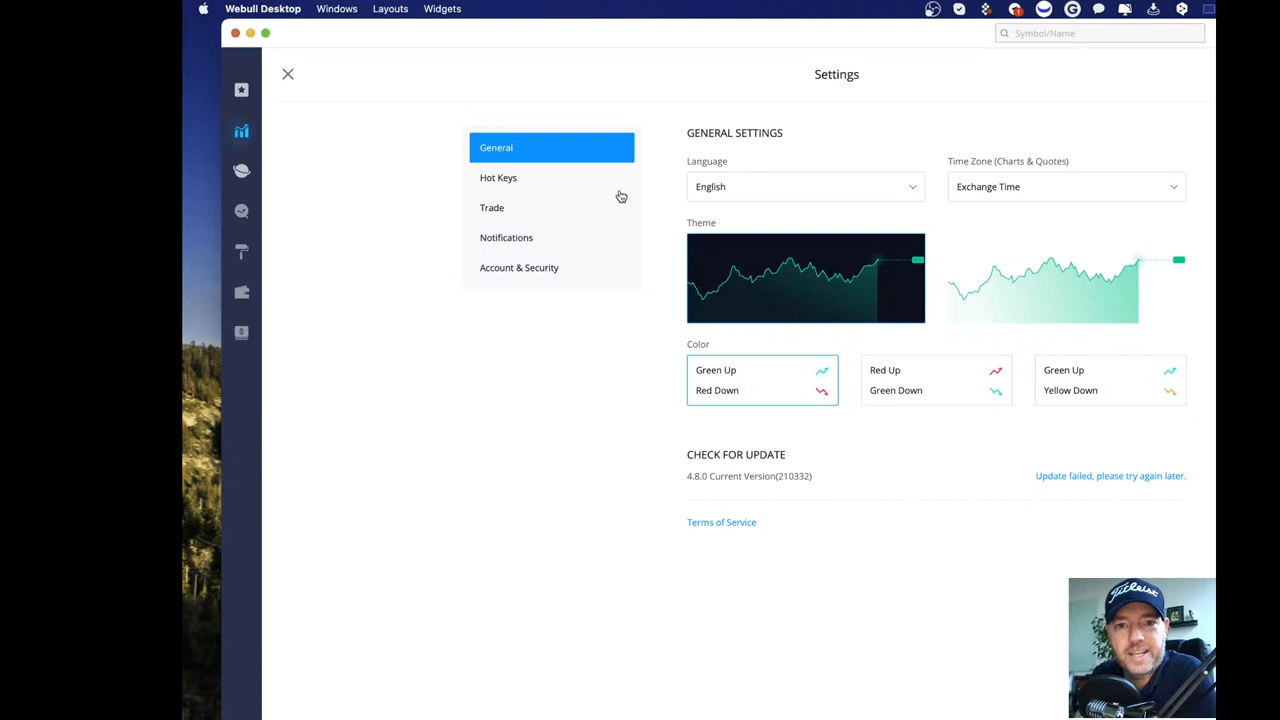 Webull Desktop Windows Layouts Widgets
Symbol/Name
Settings
General
Hot Keys
Trade
Notifications
Account & Security
GENERAL SETTINGS
Language
English
Time Zone (Charts & Quotes)
Exchange Time
Theme
Color
Green Up
Red Down
Red Up
Green Down
Green Up
Yellow Down
CHECK FOR UPDATE
4.8.0 Current Version(210332)
Update failed, please try again later.
Terms of Service
Titleist